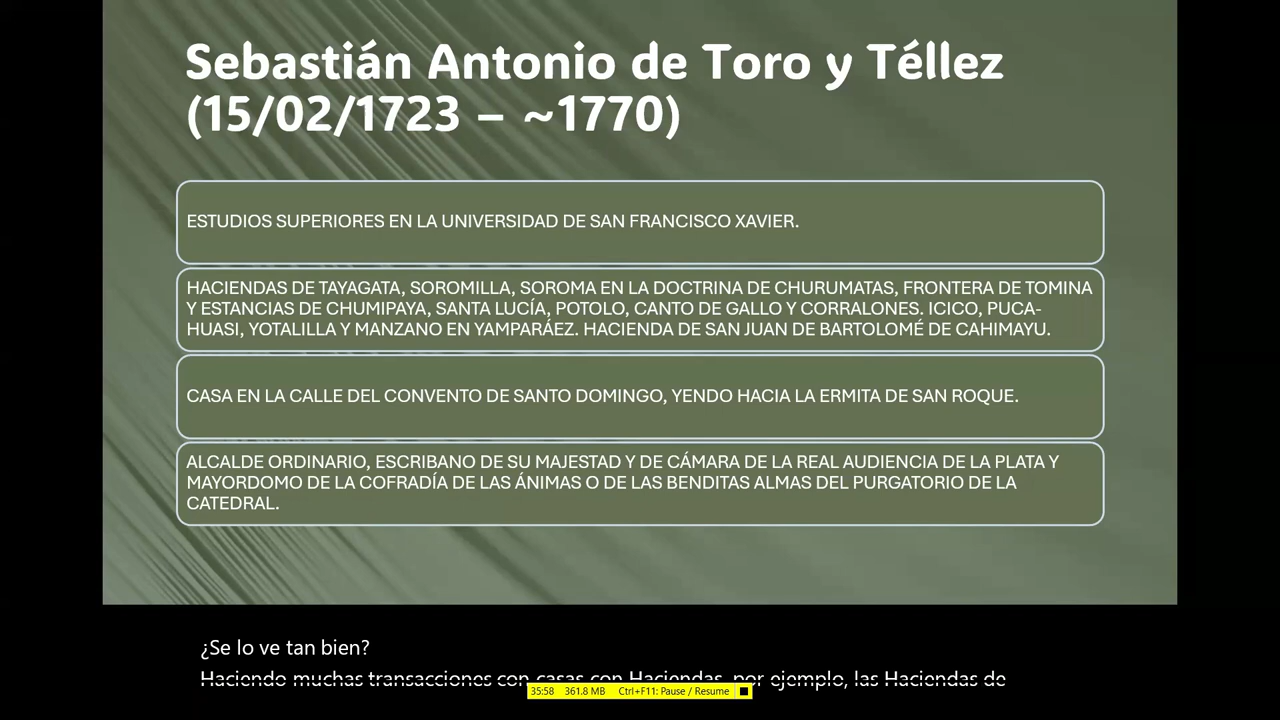 Sebastián Antonio de Toro y Téllez
(15/02/1723 – ~1770)
ESTUDIOS SUPERIORES EN LA UNIVERSIDAD DE SAN FRANCISCO XAVIER.
HACIENDAS DE TAYAGATA, SOROMILLA, SOROMA EN LA DOCTRINA DE CHURUMATAS, FRONTERA DE TOMINA
Y ESTANCIAS DE CHUMIPAYA, SANTA LUCÍA, POTOLO, CANTO DE GALLO Y CORRALONES. ICICO, PUCA-
HUASI, YOTALILLA Y MANZANO EN YAMPARÁEZ. HACIENDA DE SAN JUAN DE BARTOLOMÉ DE CAHIMAYU.
CASA EN LA CALLE DEL CONVENTO DE SANTO DOMINGO, YENDO HACIA LA ERMITA DE SAN ROQUE.
ALCALDE ORDINARIO, ESCRIBANO DE SU MAJESTAD Y DE CÁMARA DE LA REAL AUDIENCIA DE LA PLATA Y
MAYORDOMO DE LA COFRADÍA DE LAS ÁNIMAS O DE LAS BENDITAS ALMAS DEL PURGATORIO DE LA
CATEDRAL.
¿Se lo ve tan bien?
Haciendo muchas transacciones con casas con Haciendas, por ejemplo, las Haciendas de
35:58 361.8 MB Ctrl+F11: Pause / Resume